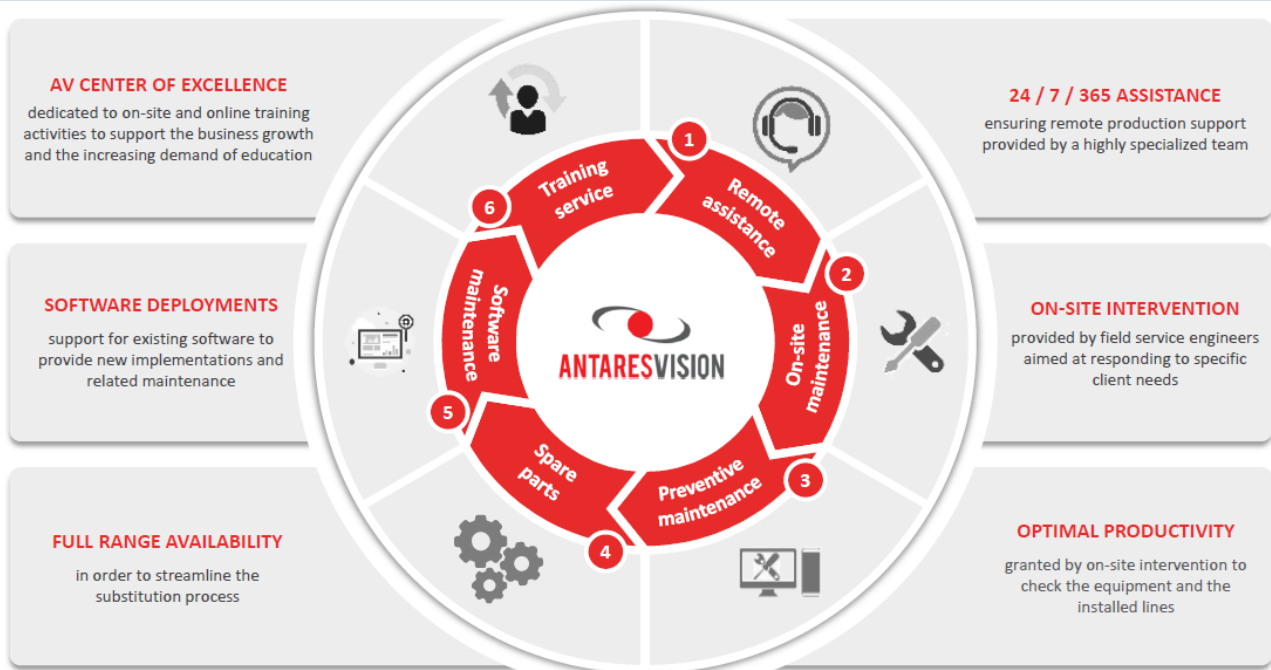 AV CENTER OF EXCELLENCE
dedicated to on-site and online training
activities to support the business growth
and the increasing demand of education
SOFTWARE DEPLOYMENTS
support for existing software to
provide new implementations and
related maintenance
FULL RANGE AVAILABILITY
in order to streamline the
substitution process
1
Remote
assistance
2
On-site
maintenance
3
Preventive
maintenance
4
Spare
parts
5
Software
maintenance
6
Training
service
ANTARESVISION
24 / 7 / 365 ASSISTANCE
ensuring remote production support
provided by a highly specialized team
ON-SITE INTERVENTION
provided by field service engineers
aimed at responding to specific
client needs
OPTIMAL PRODUCTIVITY
granted by on-site intervention to
check the equipment and the
installed lines